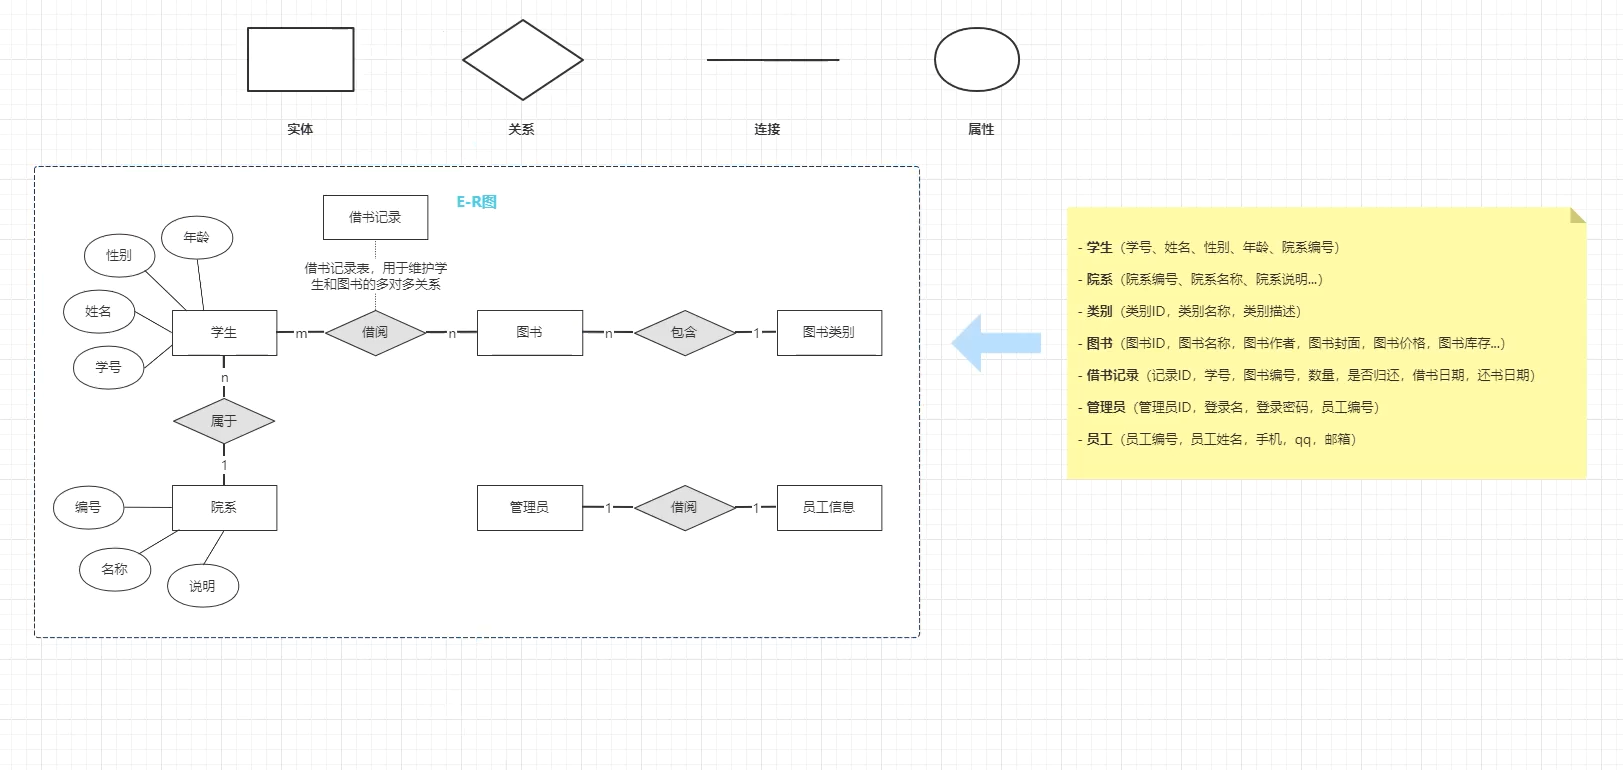 实体
关系
连接
属性
E-R图
借书记录
年龄
性别
借书记录表，用于维护学
生和图书的多对多关系
姓名
学生
m
借阅
n
图书
n
包含
1
图书类别
学号
n
属于
1
编号
院系
管理员
1
借阅
1
员工信息
名称
说明
- 学生（学号、姓名、性别、年龄、院系编号）
- 院系（院系编号、院系名称、院系说明...）
- 类别（类别ID，类别名称，类别描述）
- 图书（图书ID，图书名称，图书作者，图书封面，图书价格，图书库存...）
- 借书记录（记录ID，学号，图书编号，数量，是否归还，借书日期，还书日期）
- 管理员（管理员ID，登录名，登录密码，员工编号）
- 员工（员工编号，员工姓名，手机，qq，邮箱）